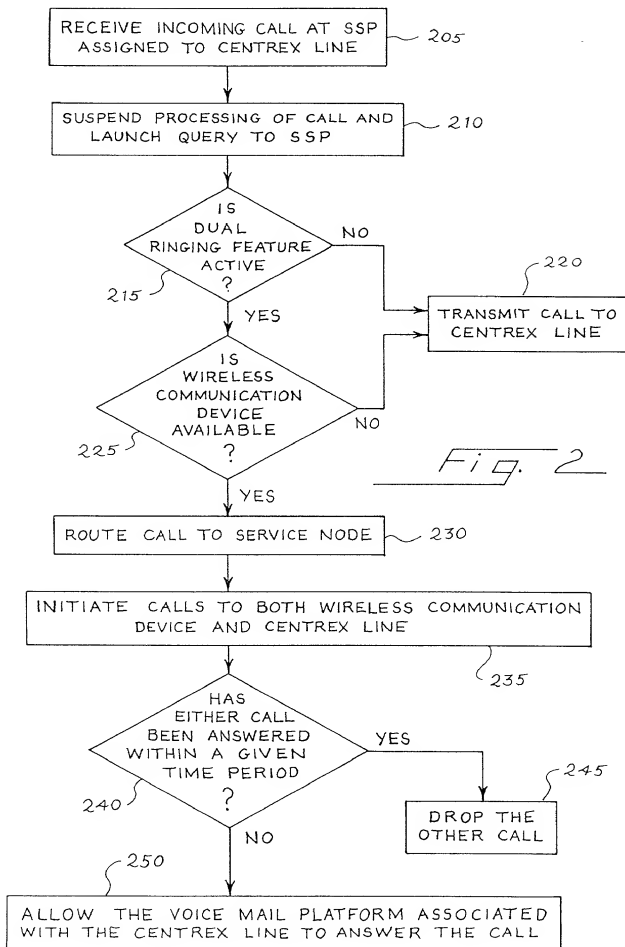 RECEIVE INCOMING CALL AT SSP
ASSIGNED TO CENTREX LINE
205
SUSPEND PROCESSING OF CALL AND
LAUNCH QUERY TO SSP
210
IS
DUAL
RINGING FEATURE
ACTIVE
?
215
NO
YES
220
TRANSMIT CALL TO
CENTREX LINE
IS
WIRELESS
COMMUNICATION
DEVICE
AVAILABLE
?
225
NO
YES
Fig. 2
ROUTE CALL TO SERVICE NODE
230
INITIATE CALLS TO BOTH WIRELESS COMMUNICATION
DEVICE AND CENTREX LINE
235
HAS
EITHER CALL
BEEN ANSWERED
WITHIN A GIVEN
TIME PERIOD
?
240
YES
NO
245
DROP THE
OTHER CALL
250
ALLOW THE VOICE MAIL PLATFORM ASSOCIATED
WITH THE CENTREX LINE TO ANSWER THE CALL